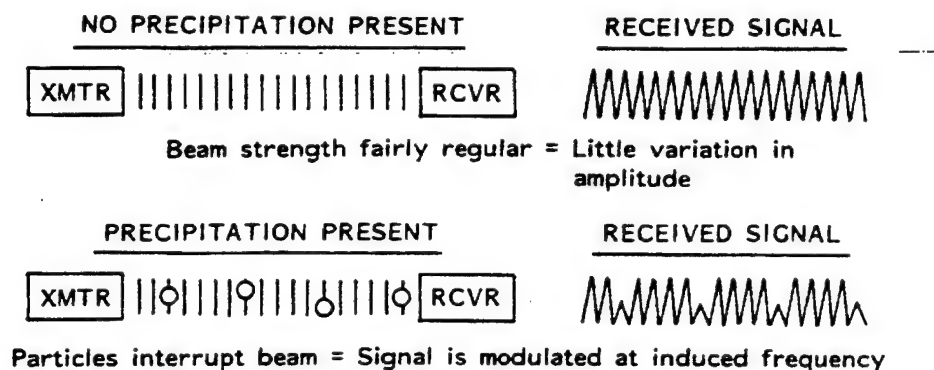 NO PRECIPITATION PRESENT
RECEIVED SIGNAL
XMTR
RCVR
Beam strength fairly regular = Little variation in
amplitude
PRECIPITATION PRESENT
RECEIVED SIGNAL
XMTR
RCVR
Particles interrupt beam = Signal is modulated at induced frequency